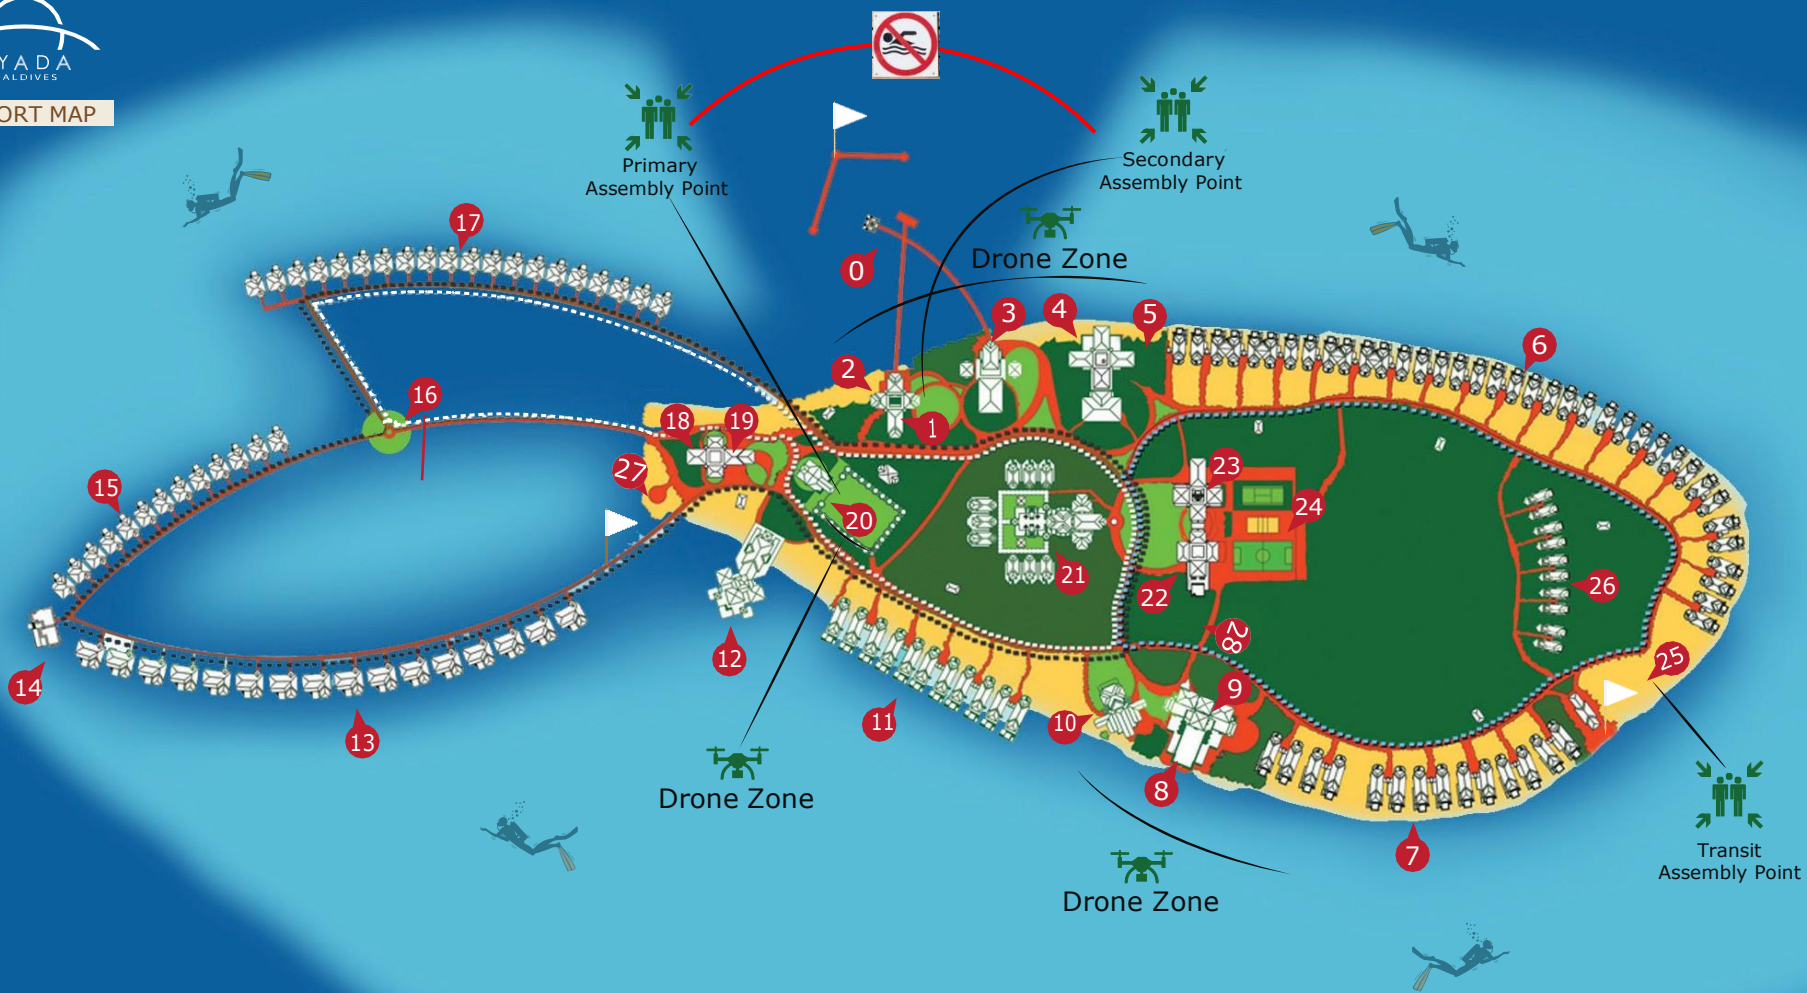 YADA
ALDIVES
ORT MAP
Primary
Assembly Point
Secondary
Assembly Point
Drone Zone
17
0
3
4
5
6
2
16
1
18
19
15
27
23
24
20
21
22
26
28
12
25
14
9
11
10
13
8
Drone Zone
7
Transit
Assembly Point
Drone Zone